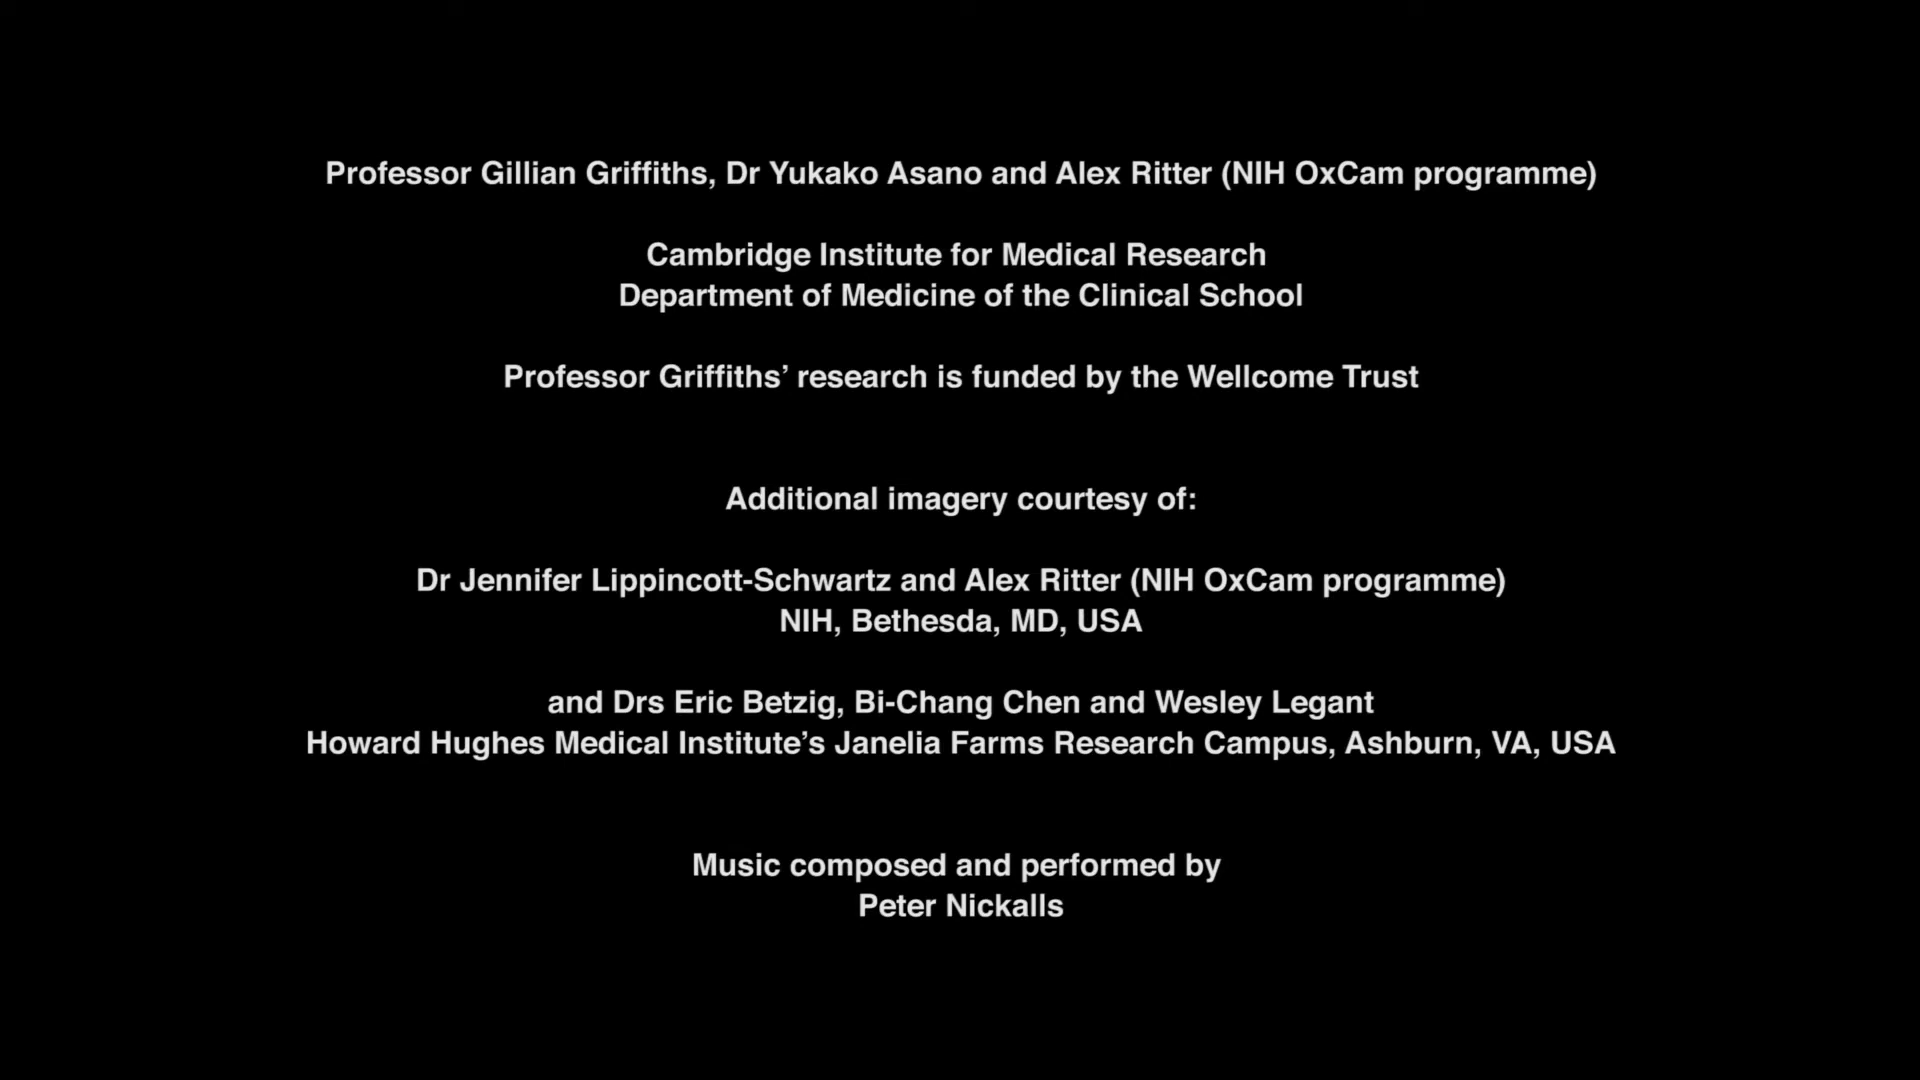 Professor Gillian Griffiths, Dr Yukako Asano and Alex Ritter (NIH OxCam programme)
Cambridge Institute for Medical Research
Department of Medicine of the Clinical School
Professor Griffiths’ research is funded by the Wellcome Trust
Additional imagery courtesy of:
Dr Jennifer Lippincott-Schwartz and Alex Ritter (NIH OxCam programme)
NIH, Bethesda, MD, USA
and Drs Eric Betzig, Bi-Chang Chen and Wesley Legant
Howard Hughes Medical Institute’s Janelia Farms Research Campus, Ashburn, VA, USA
Music composed and performed by
Peter Nickalls